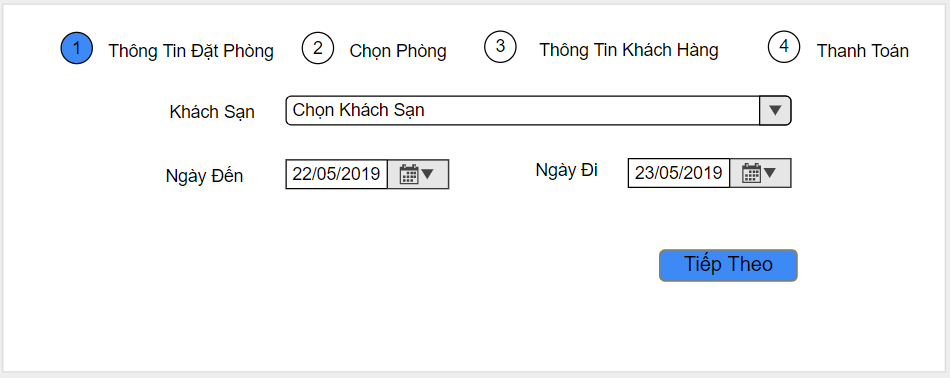 1 Thông Tin Đặt Phòng 2 Chọn Phòng 3 Thông Tin Khách Hàng 4 Thanh Toán
Khách Sạn Chọn Khách Sạn
Ngày Đến 22/05/2019 Ngày Đi 23/05/2019
Tiếp Theo